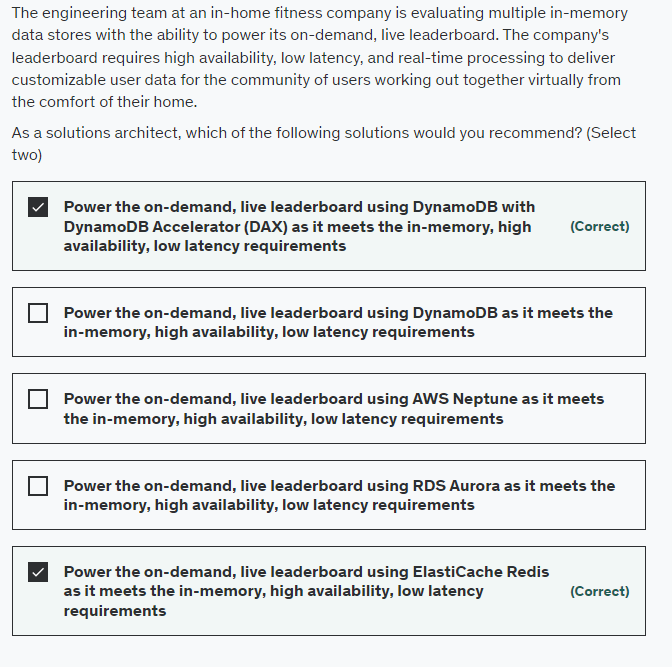 The engineering team at an in-home fitness company is evaluating multiple in-memory
data stores with the ability to power its on-demand, live leaderboard. The company's
leaderboard requires high availability, low latency, and real-time processing to deliver
customizable user data for the community of users working out together virtually from
the comfort of their home.
As a solutions architect, which of the following solutions would you recommend? (Select
two)
Power the on-demand, live leaderboard using DynamoDB with
DynamoDB Accelerator (DAX) as it meets the in-memory, high
availability, low latency requirements
(Correct)
Power the on-demand, live leaderboard using DynamoDB as it meets the
in-memory, high availability, low latency requirements
Power the on-demand, live leaderboard using AWS Neptune as it meets
the in-memory, high availability, low latency requirements
Power the on-demand, live leaderboard using RDS Aurora as it meets the
in-memory, high availability, low latency requirements
Power the on-demand, live leaderboard using ElastiCache Redis
as it meets the in-memory, high availability, low latency
requirements
(Correct)